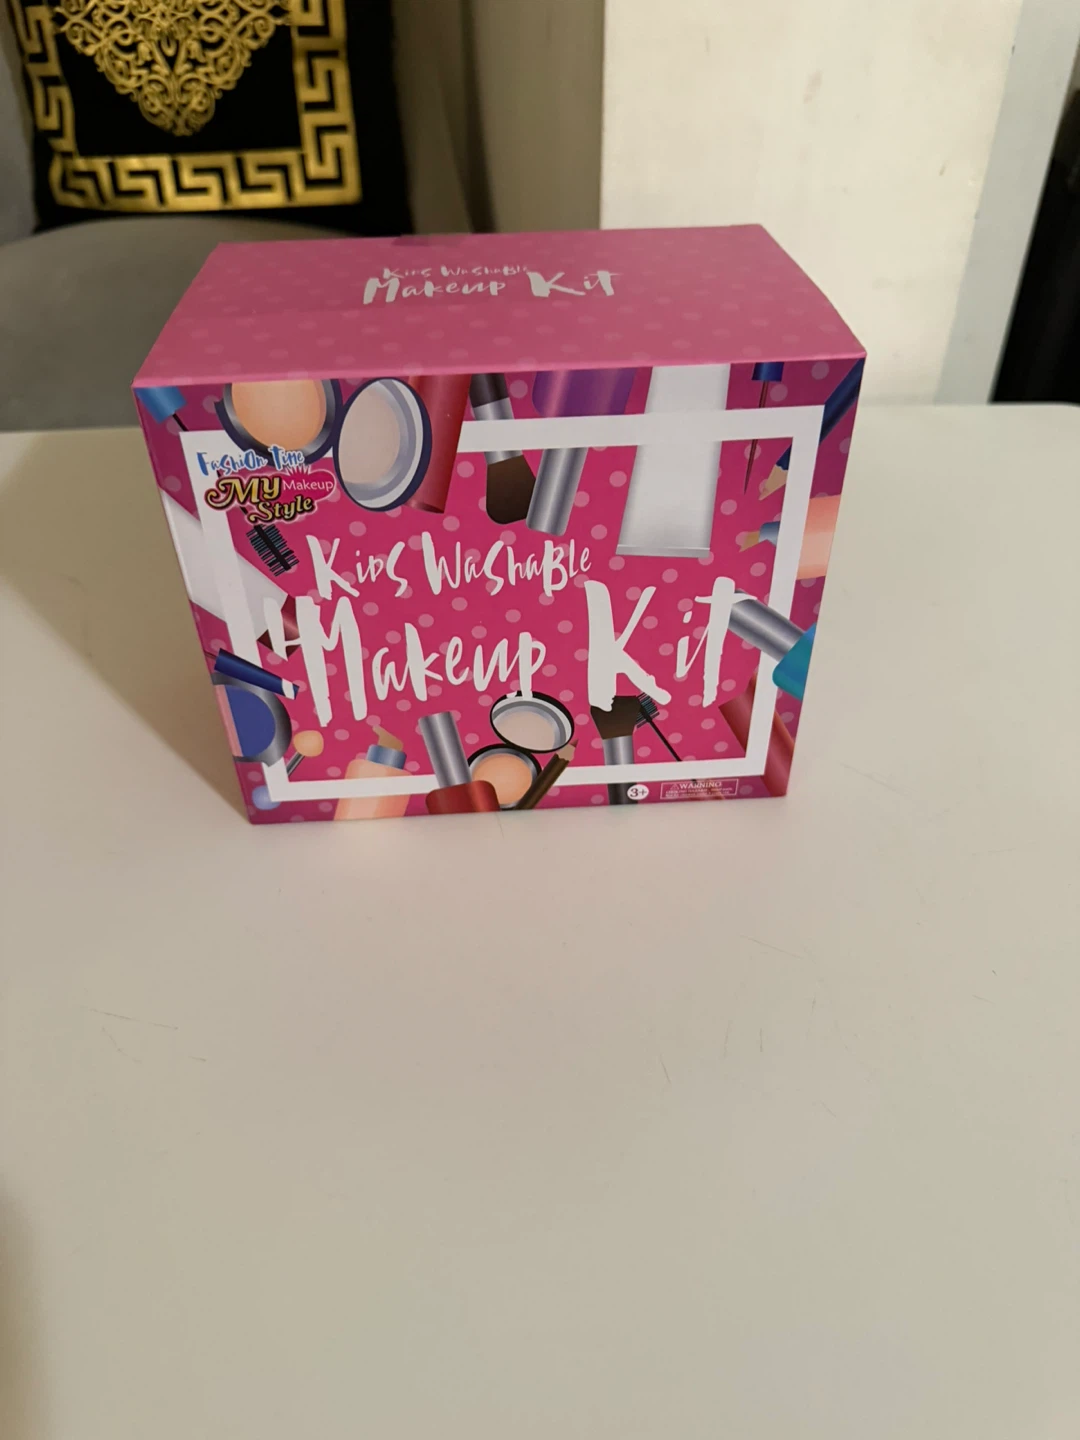 Kids Washable
Makeup Kit
Fashion Time
My Makeup
Style
Kids Washable
Makeup Kit
3+
WARNING